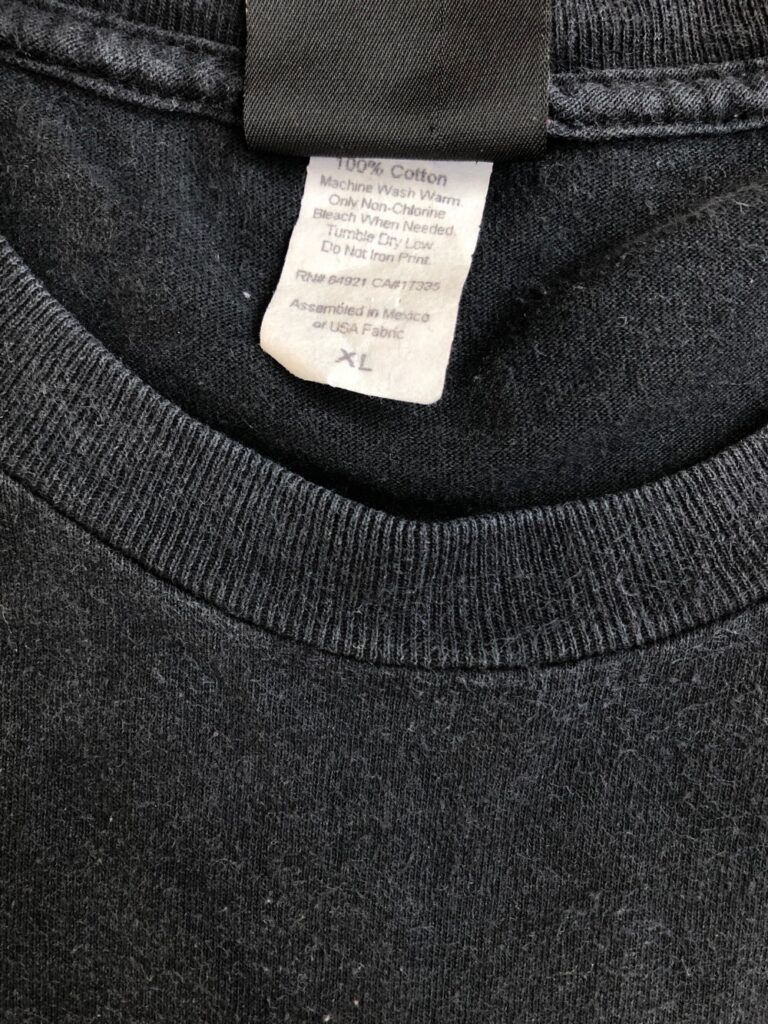 100% Cotton
Machine Wash Warm.
Only Non-Chlorine
Bleach When Needed.
Tumble Dry Low.
Do Not Iron Print.
RN# 64921 CA#17335
Assembled in Mexico
of USA Fabric
XL